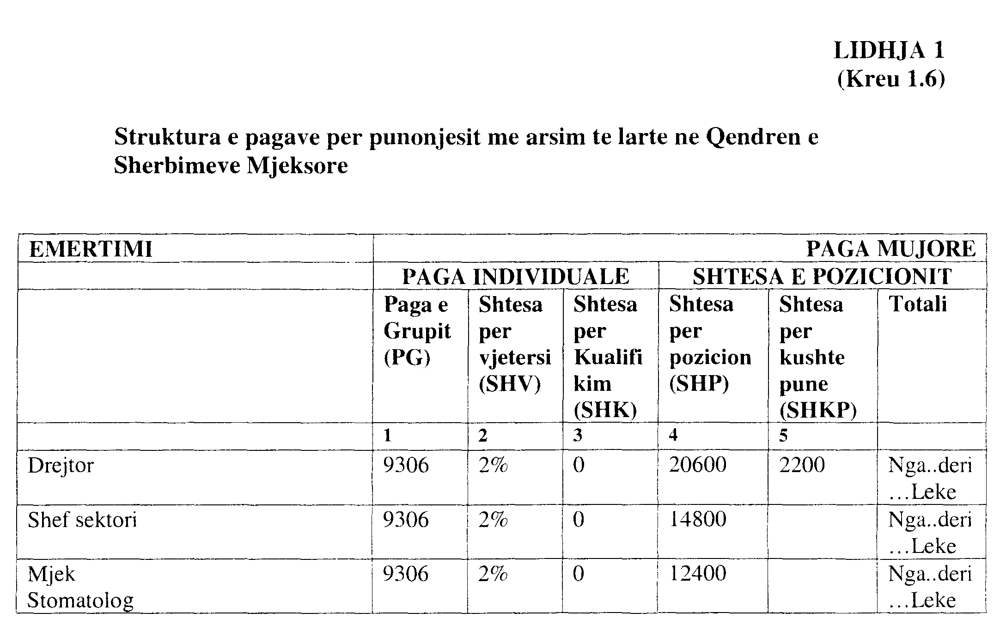 LIDHJA 1
(Kreu 1.6)
Struktura e pagave per punonjesit me arsim te larte ne Qendren e
Sherbimeve Mjeksore
EMERTIMI PAGA MUJORE
PAGA INDIVIDUALE SHTESA E POZICIONIT
Paga e Shtesa Shtesa Shtesa Shtesa Totali
Grupit per per per per
(PG) vjetersi Kualifi pozicion kushte
(SHV) kim (SHP) pune
(SHK) (SHKP)
1 2 3 4 5
Drejtor 9306 2% 0 20600 2200 Nga..deri
...Leke
Shef sektori 9306 2% 0 14800 Nga..deri
...Leke
Mjek 9306 2% 0 12400 Nga..deri
Stomatolog ...Leke